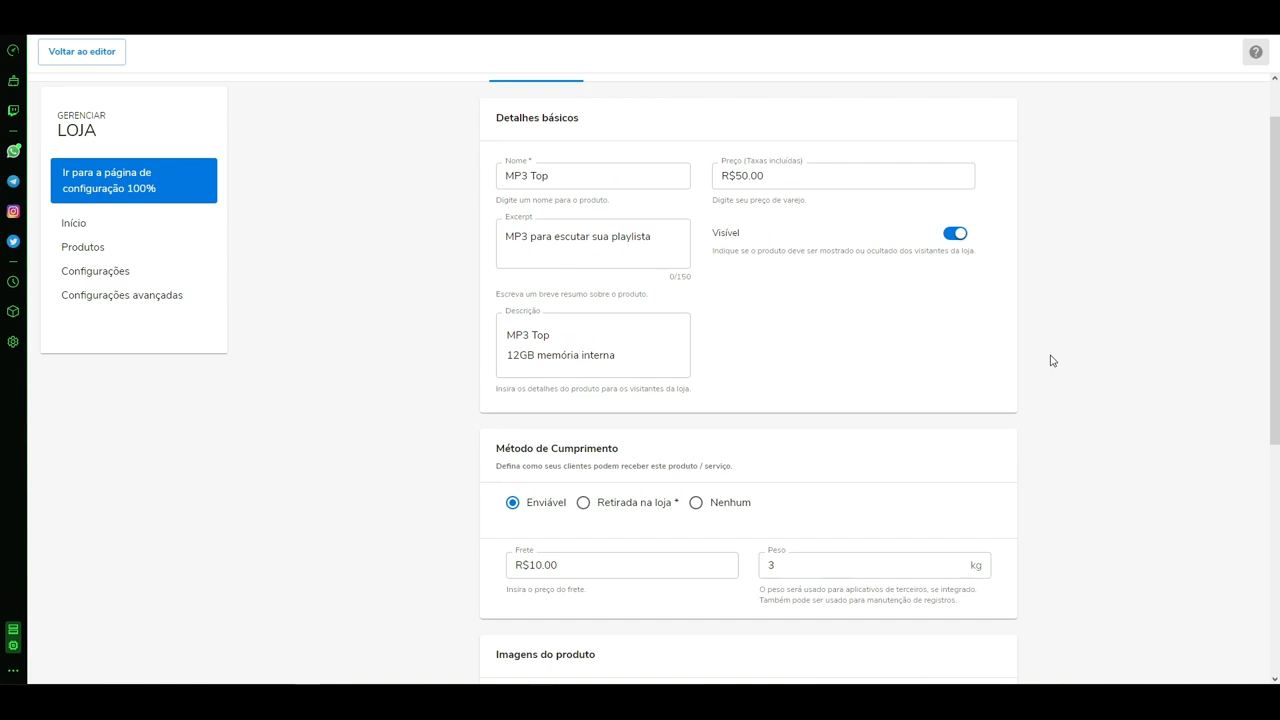 Voltar ao editor
GERENCIAR
LOJA
Ir para a página de
configuração 100%
Início
Produtos
Configurações
Configurações avançadas
Detalhes básicos
Nome *
MP3 Top
Digite um nome para o produto.
Preço (Taxas incluídas)
R$50.00
Digite seu preço de varejo.
Excerpt
MP3 para escutar sua playlista
0/150
Escreva um breve resumo sobre o produto.
Visível
Indique se o produto deve ser mostrado ou ocultado dos visitantes da loja.
Descrição
MP3 Top
12GB memória interna
Insira os detalhes do produto para os visitantes da loja.
Método de Cumprimento
Defina como seus clientes podem receber este produto / serviço.
Enviável
Retirada na loja *
Nenhum
Frete
R$10.00
Insira o preço do frete.
Peso
3 kg
O peso será usado para aplicativos de terceiros, se integrado.
Também pode ser usado para manutenção de registros.
Imagens do produto